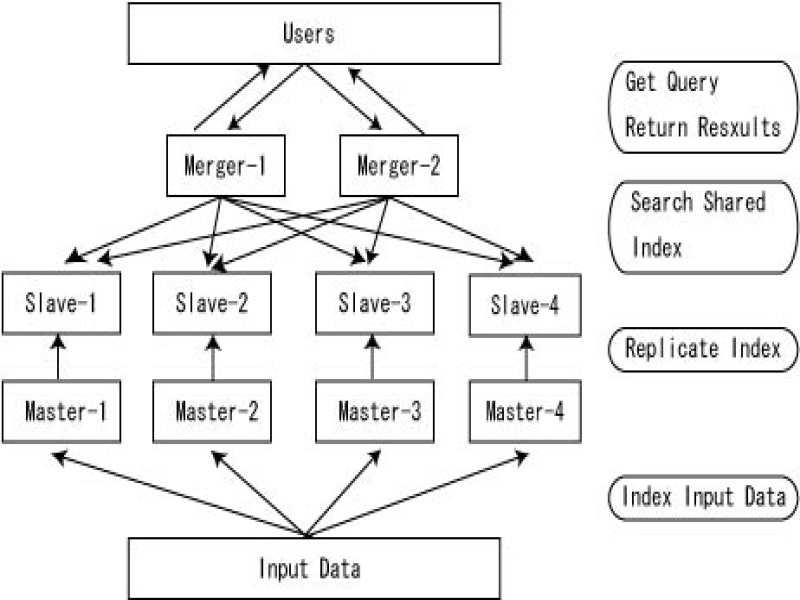 Users
Get Query
Return Resxults
Merger-1
Merger-2
Search Shared
Index
Slave-1
Slave-2
Slave-3
Slave-4
Replicate Index
Master-1
Master-2
Master-3
Master-4
Index Input Data
Input Data